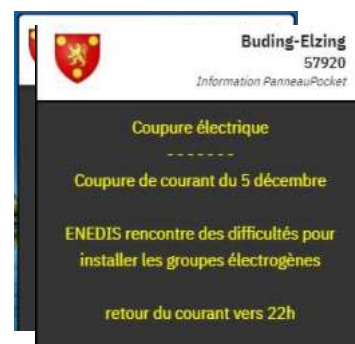 Buding-Elzing
57920
Information PanneauPocket
Coupure électrique
- - - - - - -
Coupure de courant du 5 décembre
ENEDIS rencontre des difficultés pour
installer les groupes électrogènes
retour du courant vers 22h